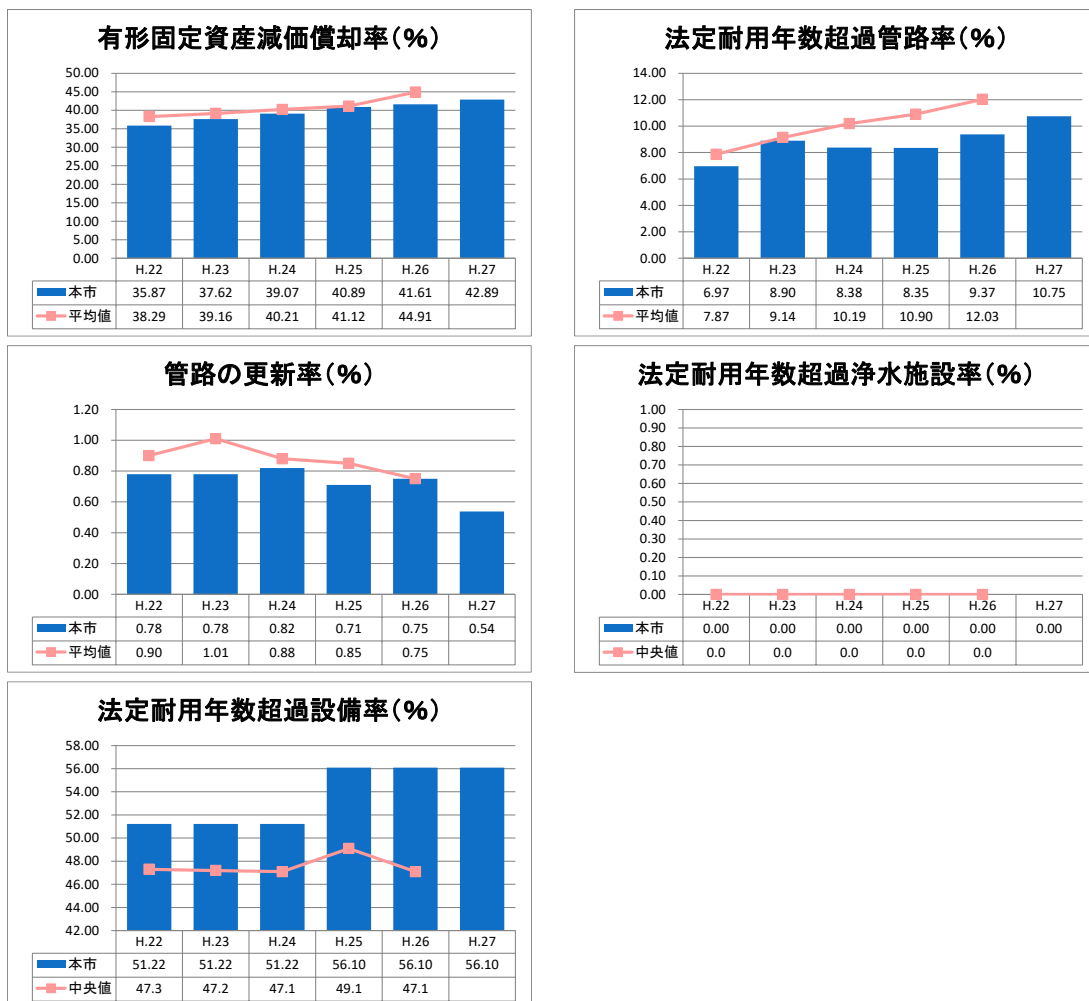 有形固定資産減価償却率(%)
50.00
45.00
40.00
35.00
30.00
25.00
20.00
15.00
10.00
5.00
0.00
H.22 H.23 H.24 H.25 H.26 H.27
本市 35.87 37.62 39.07 40.89 41.61 42.89
平均値 38.29 39.16 40.21 41.12 44.91
法定耐用年数超過管路率(%)
14.00
12.00
10.00
8.00
6.00
4.00
2.00
0.00
H.22 H.23 H.24 H.25 H.26 H.27
本市 6.97 8.90 8.38 8.35 9.37 10.75
平均値 7.87 9.14 10.19 10.90 12.03
管路の更新率(%)
1.20
1.00
0.80
0.60
0.40
0.20
0.00
H.22 H.23 H.24 H.25 H.26 H.27
本市 0.78 0.78 0.82 0.71 0.75 0.54
平均値 0.90 1.01 0.88 0.85 0.75
法定耐用年数超過浄水施設率(%)
1.00
0.90
0.80
0.70
0.60
0.50
0.40
0.30
0.20
0.10
0.00
H.22 H.23 H.24 H.25 H.26 H.27
本市 0.00 0.00 0.00 0.00 0.00 0.00
中央値 0.0 0.0 0.0 0.0 0.0
法定耐用年数超過設備率(%)
58.00
56.00
54.00
52.00
50.00
48.00
46.00
44.00
42.00
H.22 H.23 H.24 H.25 H.26 H.27
本市 51.22 51.22 51.22 56.10 56.10 56.10
中央値 47.3 47.2 47.1 49.1 47.1